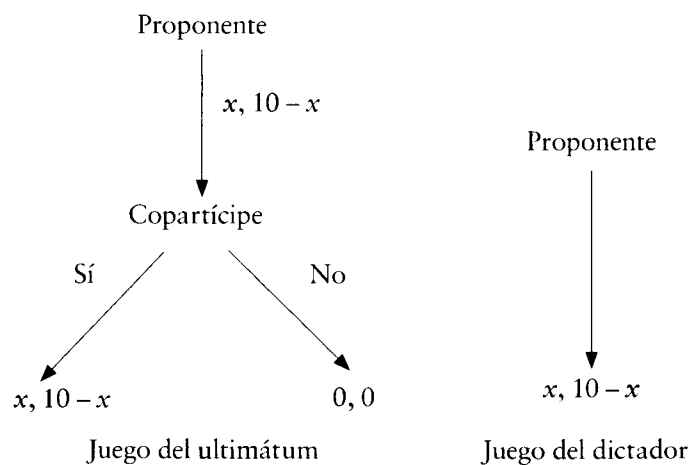 Proponente
x, 10 – x
Copartícipe
Sí
No
x, 10 – x
0, 0
Juego del ultimátum
Proponente
x, 10 – x
Juego del dictador